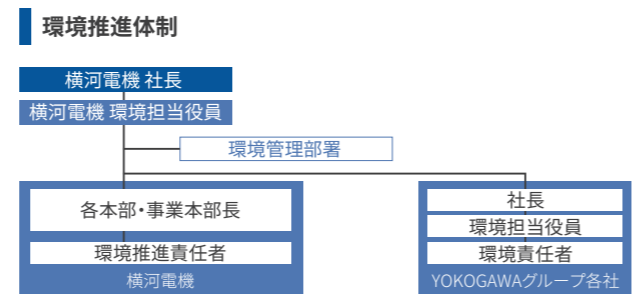 環境推進体制
横河電機 社長
横河電機 環境担当役員
環境管理部署
各本部・事業本部長
環境推進責任者
横河電機
社長
環境担当役員
環境責任者
YOKOGAWAグループ各社